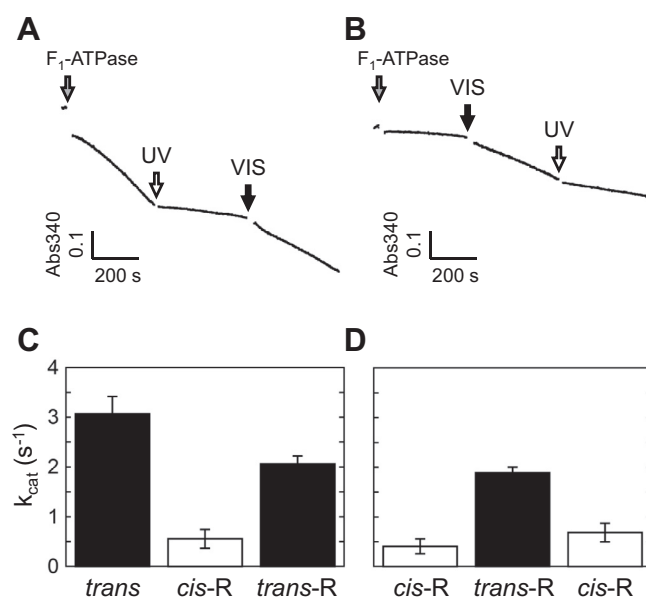 A
F₁-ATPase
UV
VIS
Abs340
0.1
200 s
B
F₁-ATPase
VIS
UV
Abs340
0.1
200 s
C
D
k_cat (s⁻¹)
4
3
2
1
0
trans
cis-R
trans-R
cis-R
trans-R
cis-R